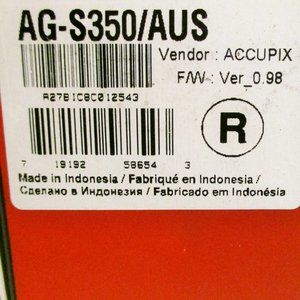 AG-S350/AUS
Vendor : ACCUPIX
F/W : Ver_0.98
A27BIC8C012543
R
7 19192 58654 3
Made in Indonesia / Fabriqué en Indonesia /
Сделано в Индонезия / Fabricado em Indonésia